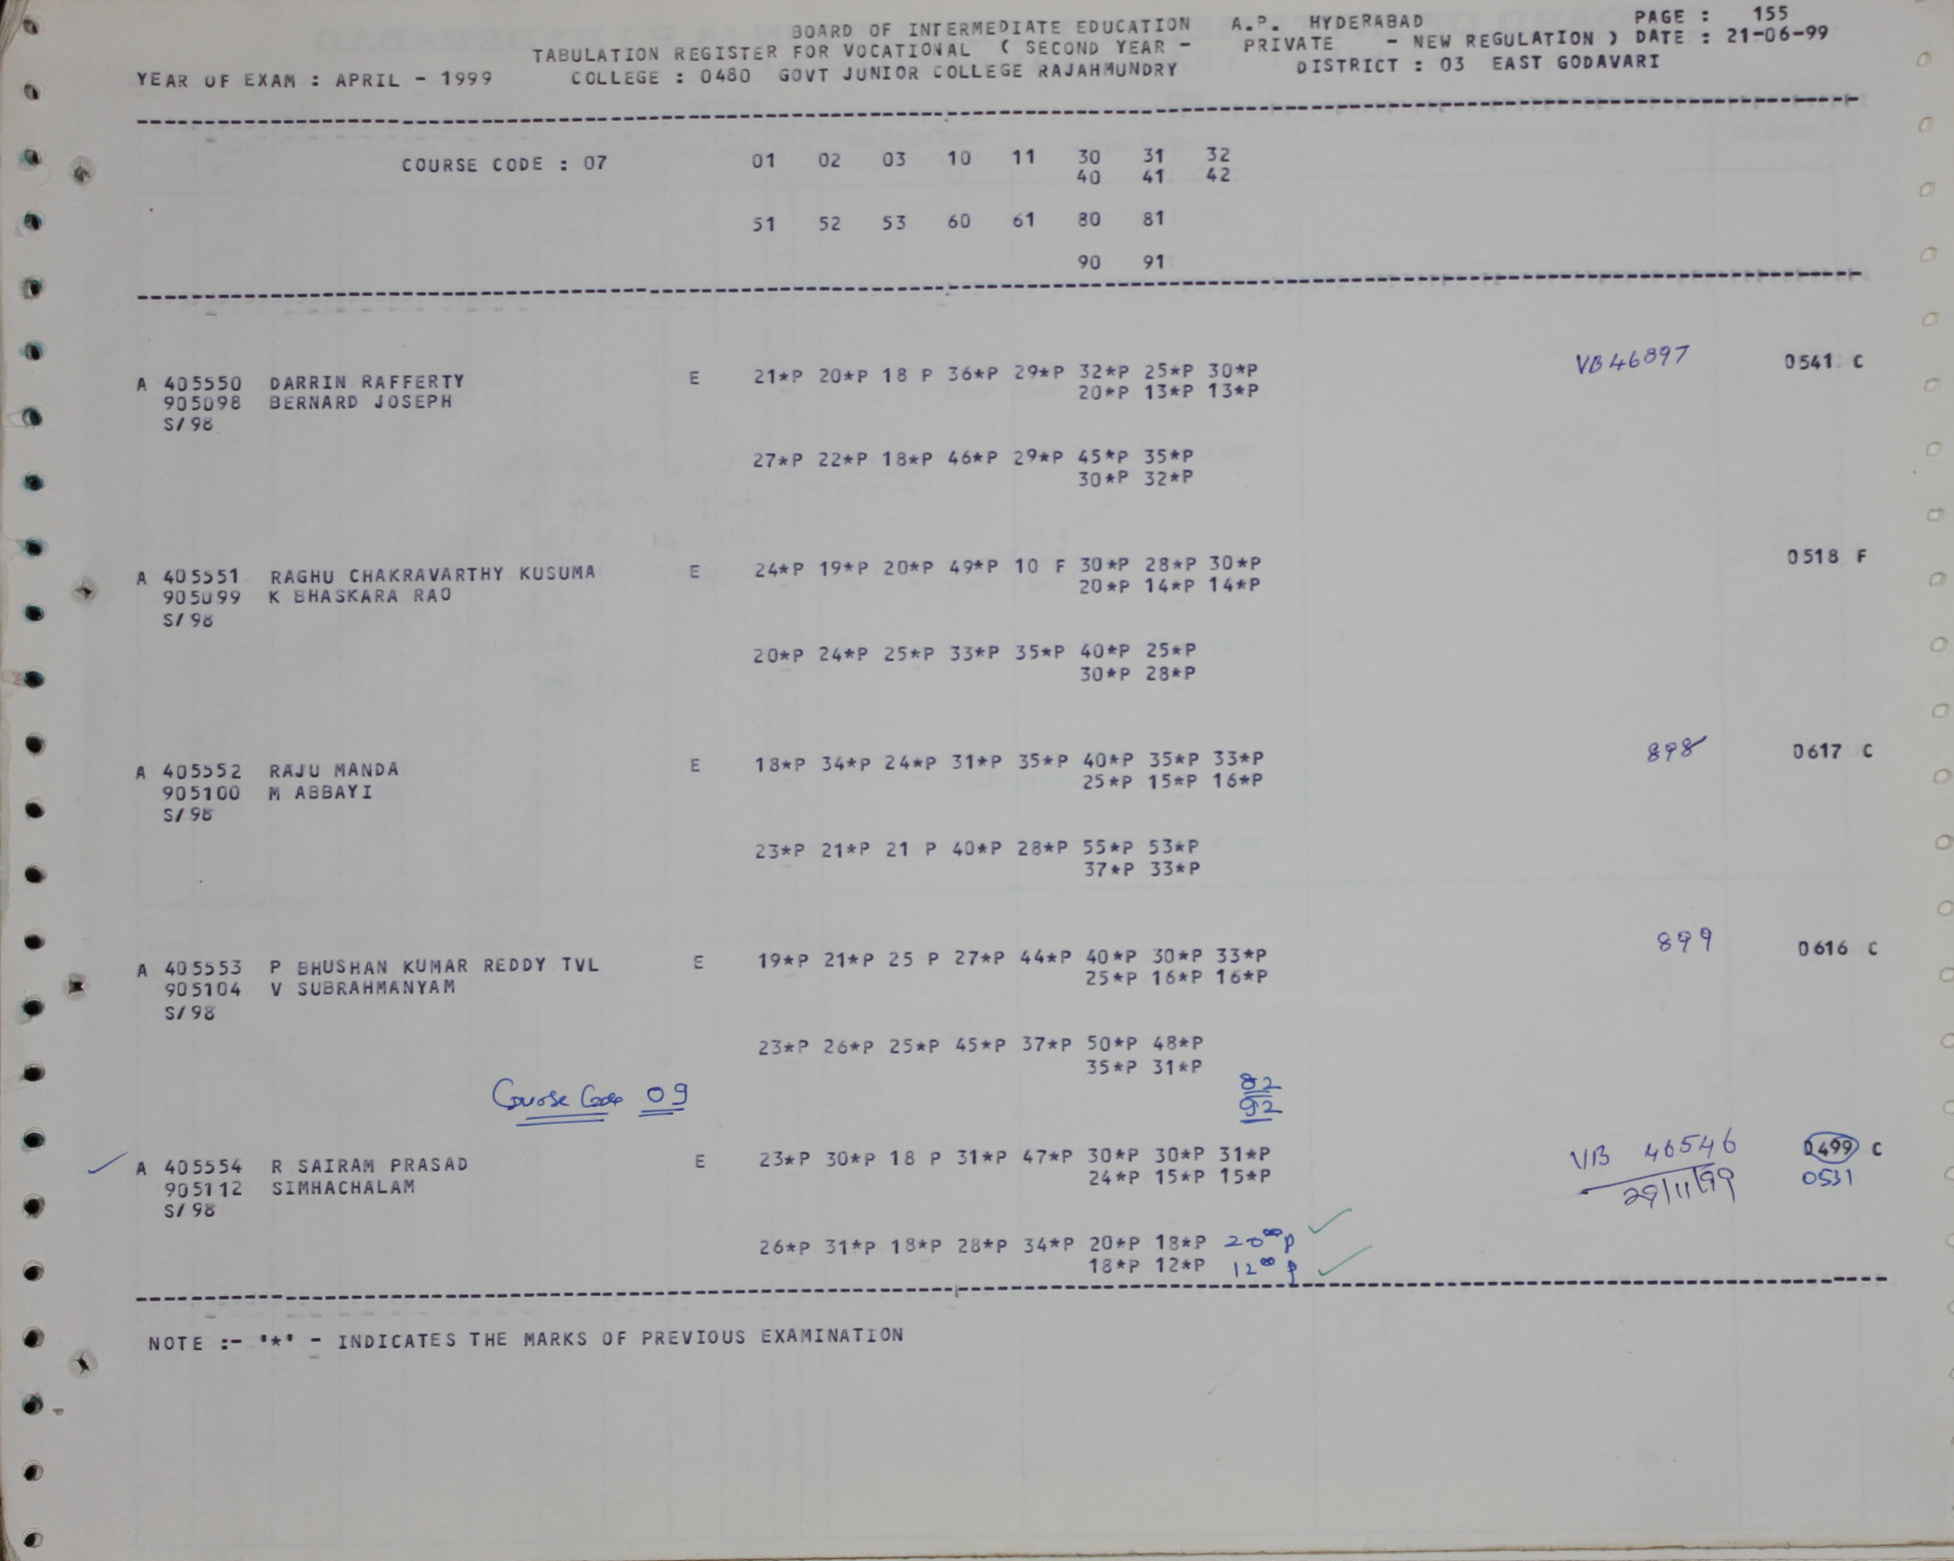 BOARD OF INTERMEDIATE EDUCATION A.P. HYDERABAD PAGE : 155
TABULATION REGISTER FOR VOCATIONAL ( SECOND YEAR - PRIVATE - NEW REGULATION ) DATE : 21-06-99
YEAR OF EXAM : APRIL - 1999 COLLEGE : 0480 GOVT JUNIOR COLLEGE RAJAHMUNDRY DISTRICT : 03 EAST GODAVARI
COURSE CODE : 07 01 02 03 10 11 30 31 32
40 41 42
51 52 53 60 61 80 81
90 91
A 405550 DARRIN RAFFERTY E 21*P 20*P 18 P 36*P 29*P 32*P 25*P 30*P VB46897 0541 C
905098 BERNARD JOSEPH 20*P 13*P 13*P
S/98
27*P 22*P 18*P 46*P 29*P 45*P 35*P
30*P 32*P
A 405551 RAGHU CHAKRAVARTHY KUSUMA E 24*P 19*P 20*P 49*P 10 F 30*P 28*P 30*P 0518 F
905099 K BHASKARA RAO 20*P 14*P 14*P
S/98
20*P 24*P 25*P 33*P 35*P 40*P 25*P
30*P 28*P
A 405552 RAJU MANDA E 18*P 34*P 24*P 31*P 35*P 40*P 35*P 33*P 898 0617 C
905100 M ABBAYI 25*P 15*P 16*P
S/98
23*P 21*P 21 P 40*P 28*P 55*P 53*P
37*P 33*P
A 405553 P BHUSHAN KUMAR REDDY TVL E 19*P 21*P 25 P 27*P 44*P 40*P 30*P 33*P 899 0616 C
905104 V SUBRAHMANYAM 25*P 16*P 16*P
S/98
23*P 26*P 25*P 45*P 37*P 50*P 48*P
35*P 31*P
Course Code 09 82
92
A 405554 R SAIRAM PRASAD E 23*P 30*P 18 P 31*P 47*P 30*P 30*P 31*P VB 46546 0499 C
905112 SIMHACHALAM 24*P 15*P 15*P 29/11/99 0531
S/98
26*P 31*P 18*P 28*P 34*P 20*P 18*P 20*P
18*P 12*P 12*P
NOTE :- '*' - INDICATES THE MARKS OF PREVIOUS EXAMINATION